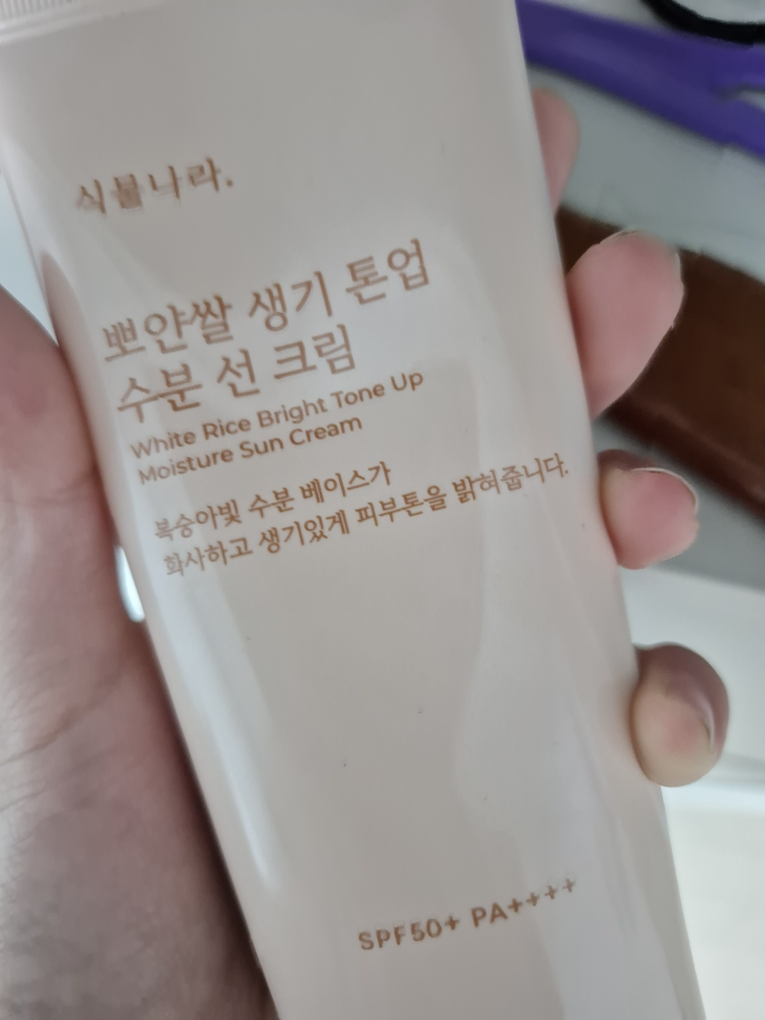 식물나라.
뽀얀쌀 생기 톤업
수분 선 크림
White Rice Bright Tone Up
Moisture Sun Cream
복숭아빛 수분 베이스가
화사하고 생기있게 피부톤을 밝혀줍니다.
SPF50+ PA++++